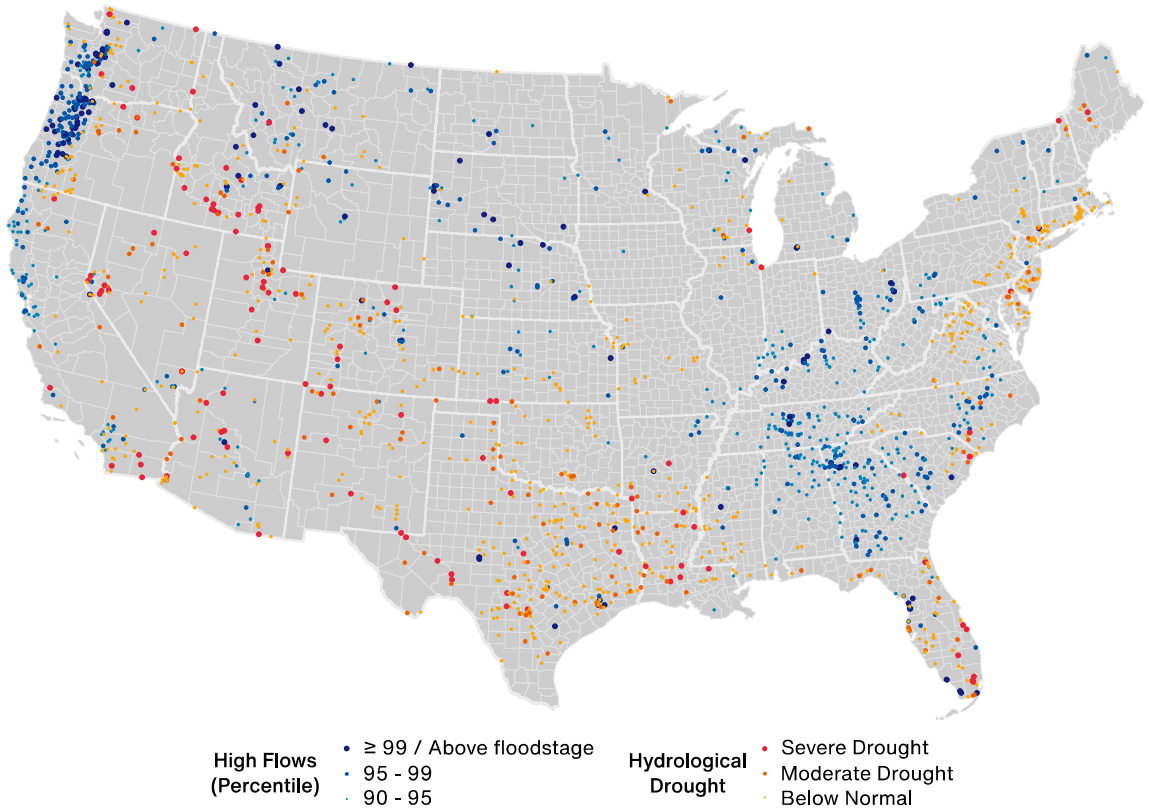 High Flows
(Percentile)
≥ 99 / Above floodstage
95 - 99
90 - 95
Hydrological
Drought
Severe Drought
Moderate Drought
Below Normal